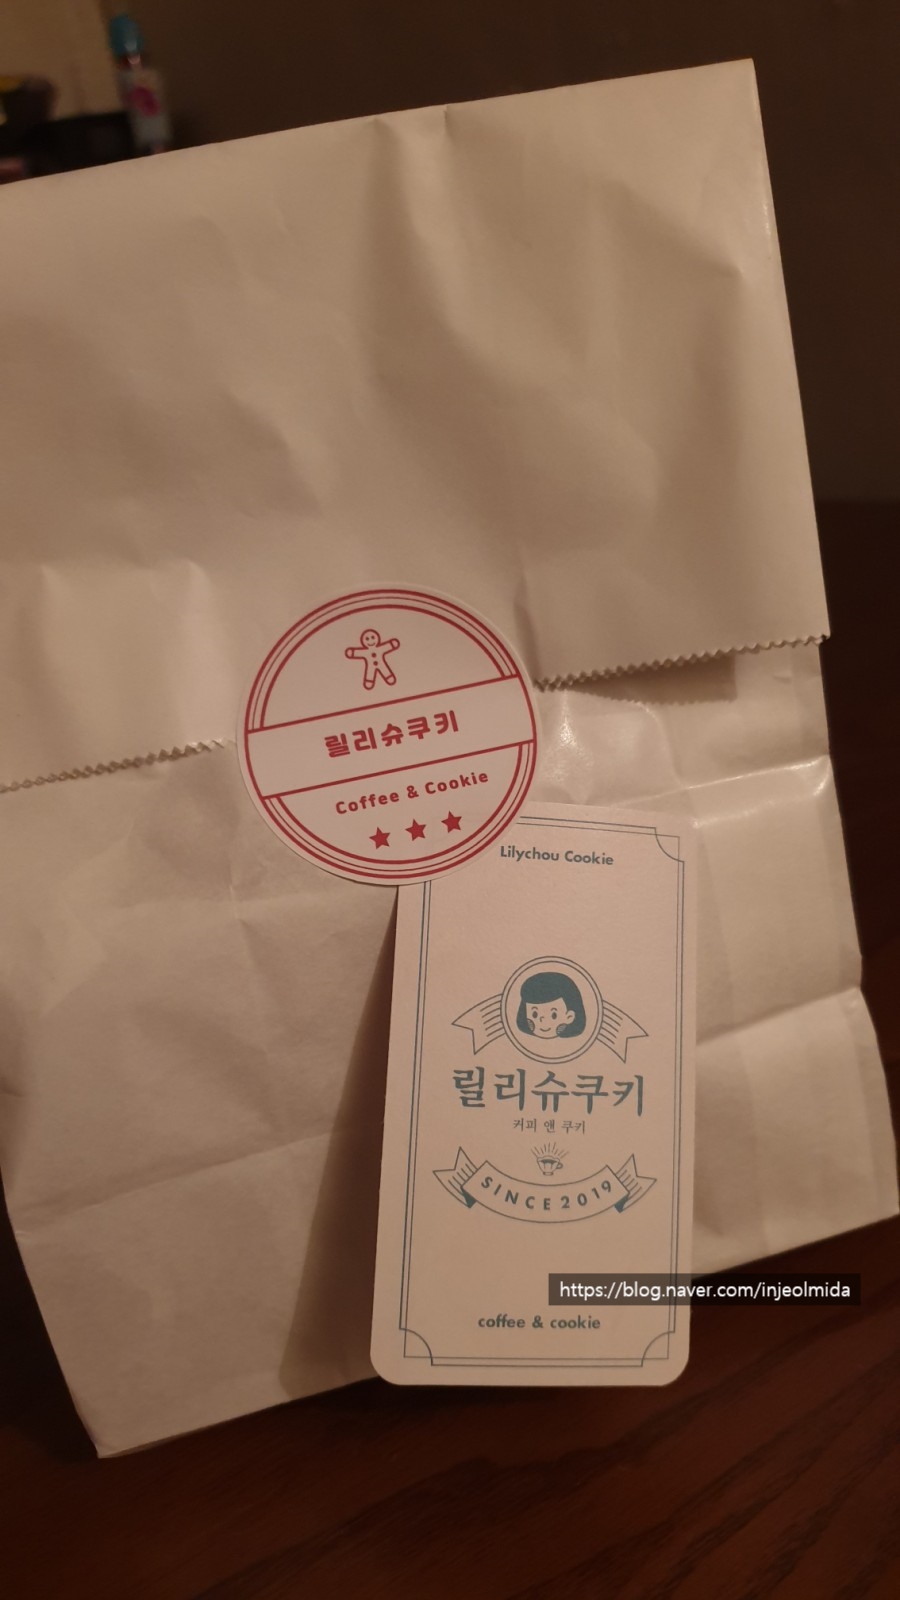 릴리슈쿠키
Coffee & Cookie
Lilychou Cookie
릴리슈쿠키
커피 앤 쿠키
SINCE 2019
https://blog.naver.com/injeolmida
coffee & cookie